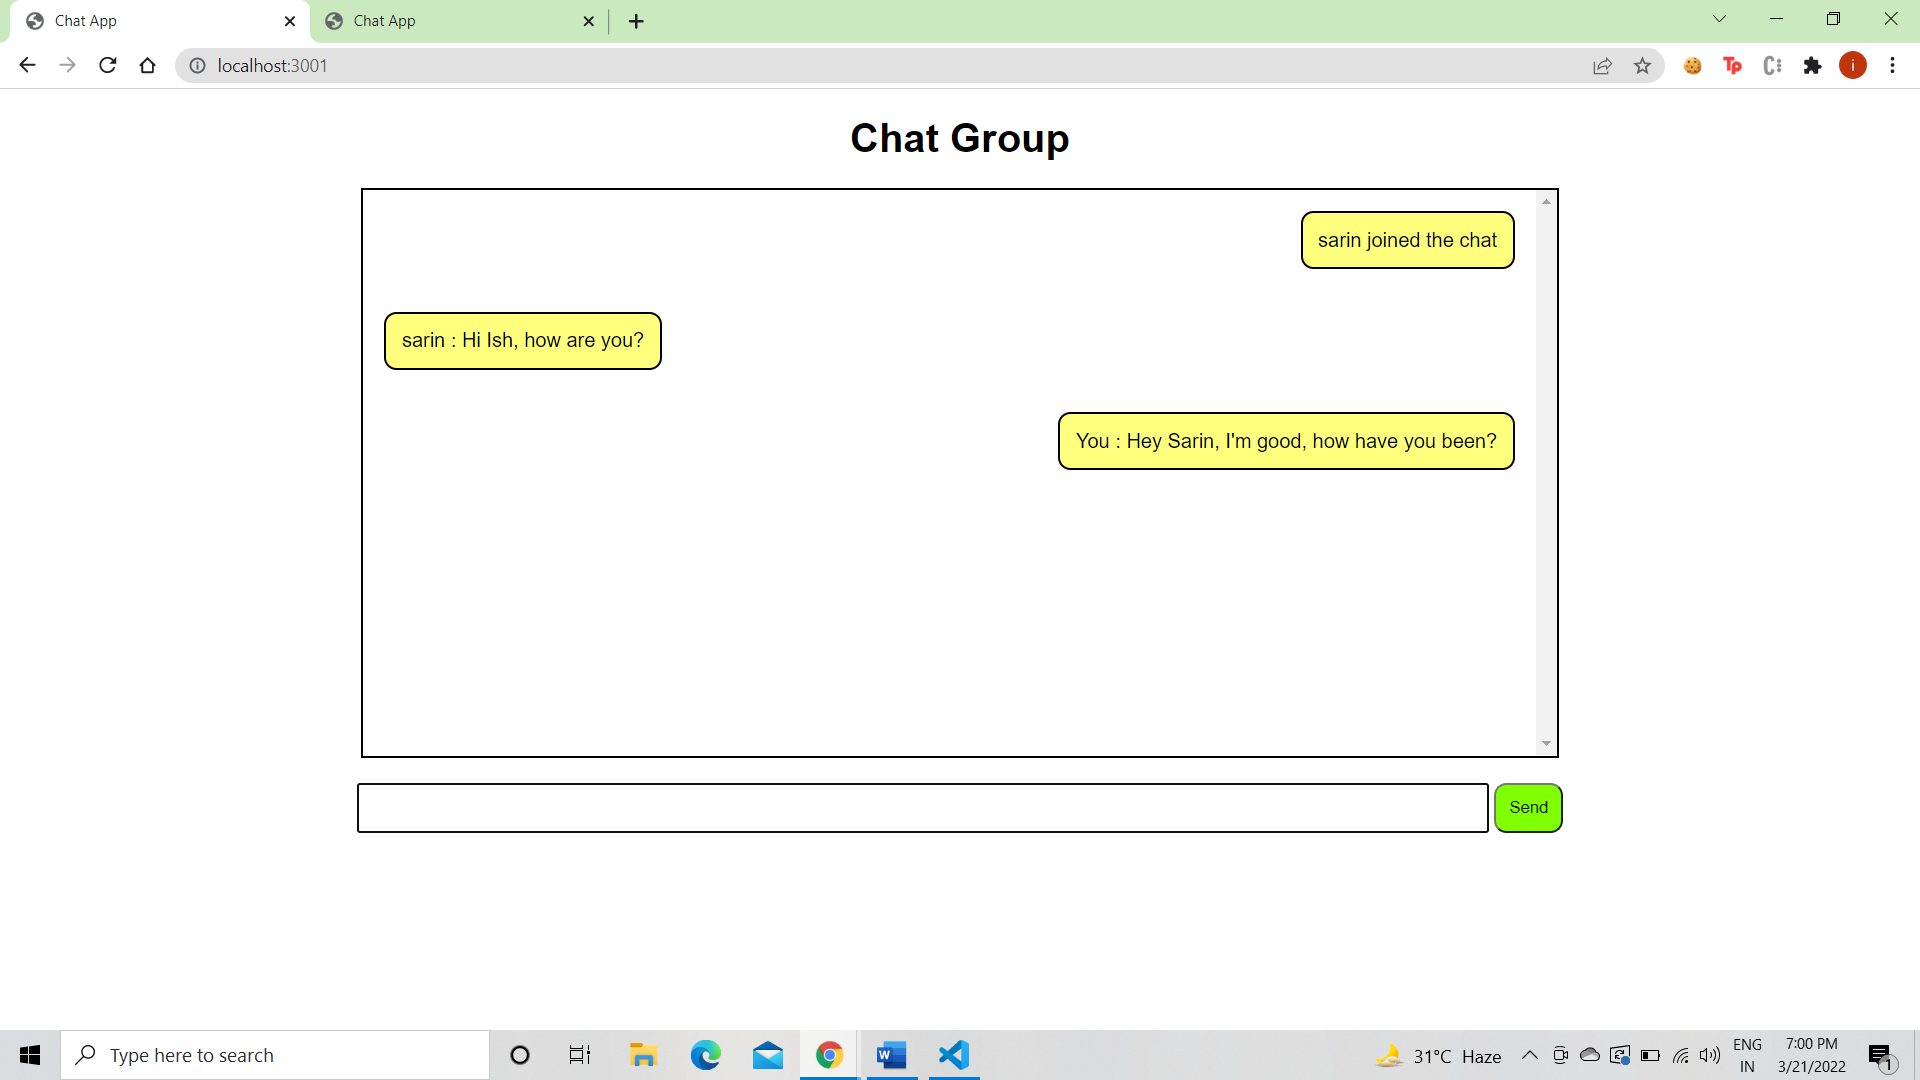 Chat App
Chat App
localhost:3001
Tp
C
i
Chat Group
sarin joined the chat
sarin : Hi Ish, how are you?
You : Hey Sarin, I'm good, how have you been?
Send
Type here to search
W
31°C Haze
ENG
IN
7:00 PM
3/21/2022
1